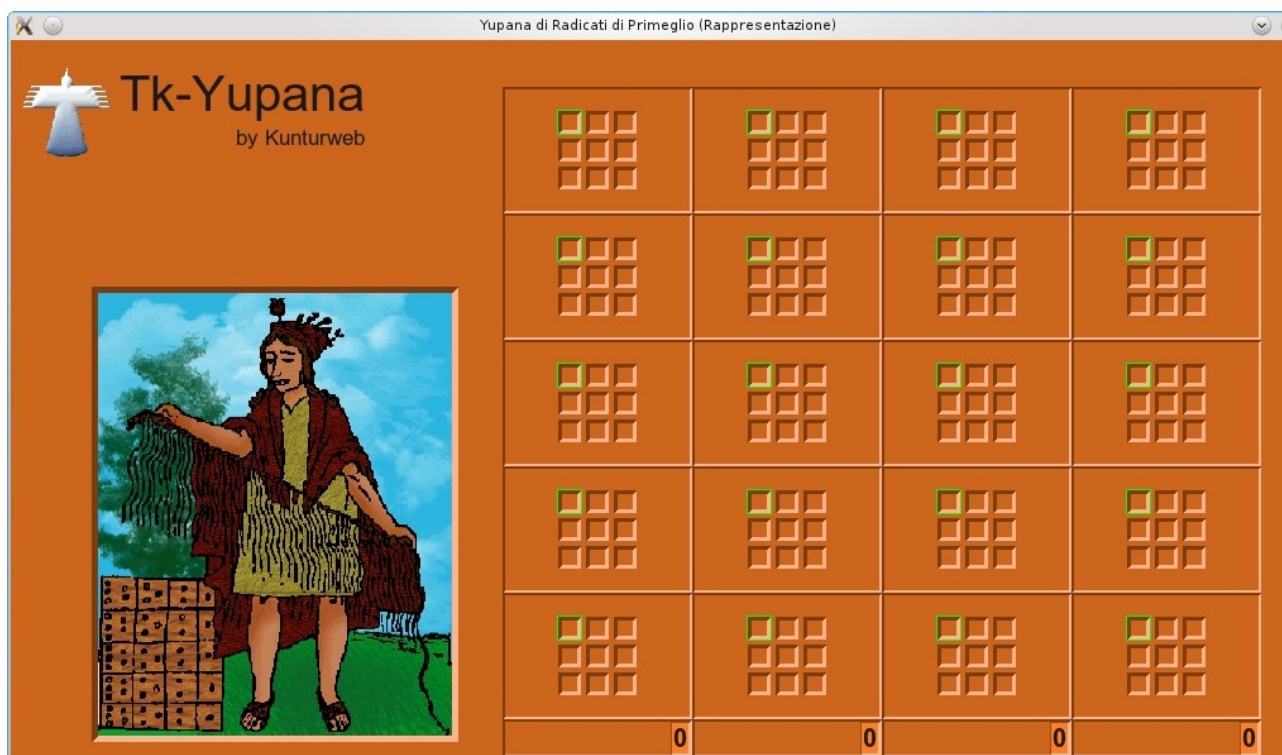 Yupana di Radicati di Primeglio (Rappresentazione)
Tk-Yupana
by Kunturweb
0 0 0 0